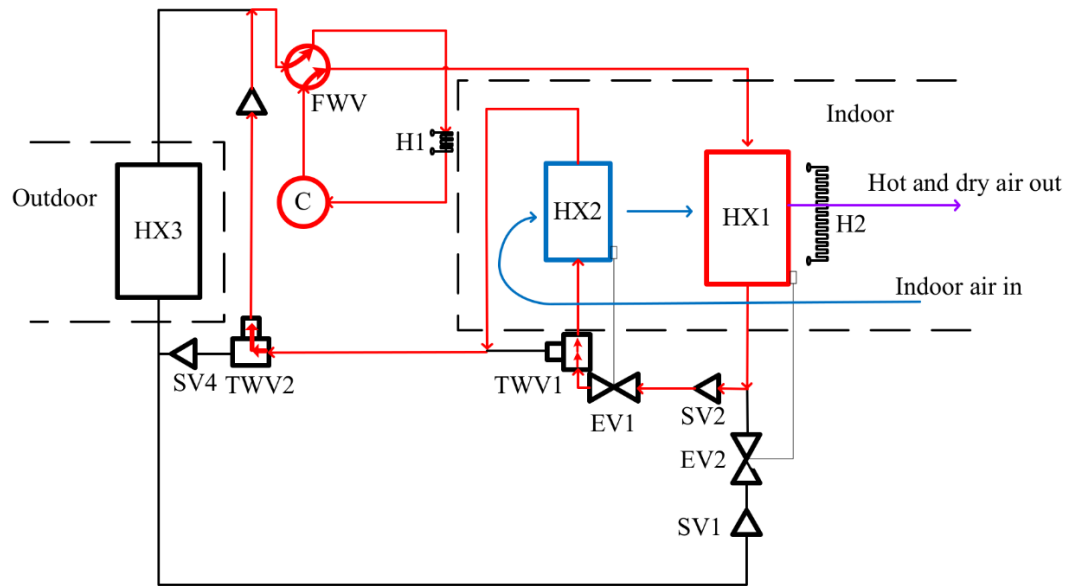 FWV
Indoor
H1
Outdoor
C
HX3
HX2
HX1
Hot and dry air out
H2
Indoor air in
SV4
TWV2
TWV1
EV1
SV2
EV2
SV1